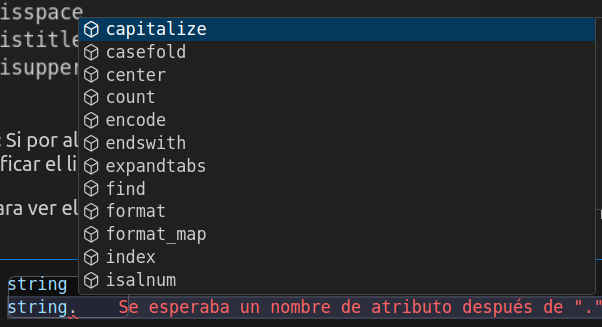 isspace
istitle
isupper
capitalize
casefold
center
count
encode
endswith
expandtabs
find
format
format_map
index
isalnum
: Si por al
ficar el li
ara ver el
string
string. Se esperaba un nombre de atributo después de "."